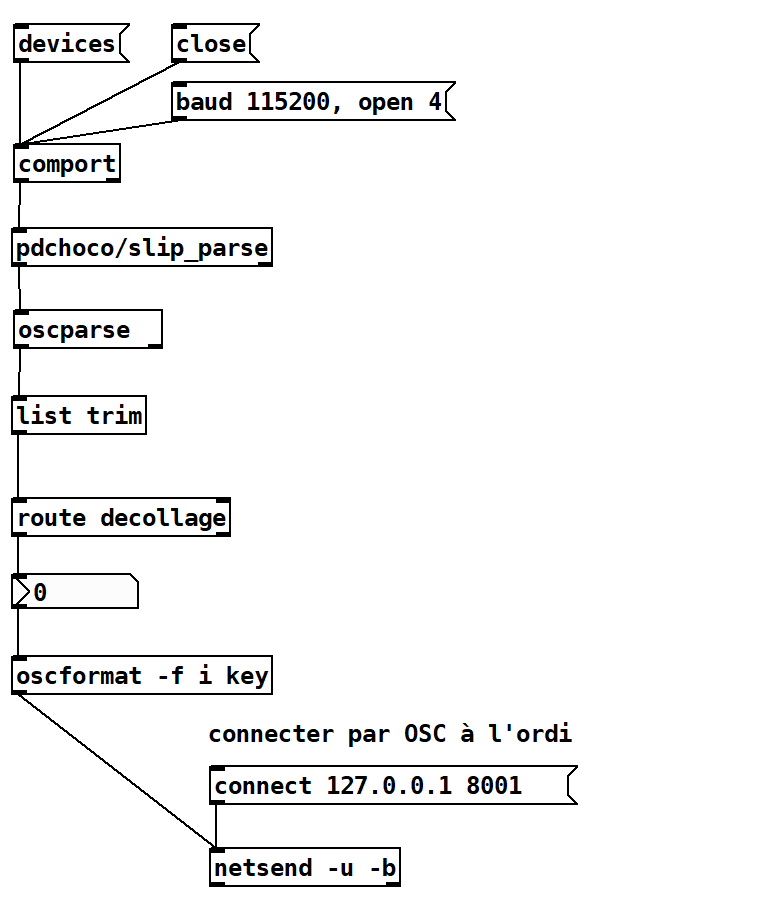 devices
close
baud 115200, open 4
comport
pdchoco/slip_parse
oscparse
list trim
route decollage
0
oscformat -f i key
connecter par OSC à l'ordi
connect 127.0.0.1 8001
netsend -u -b